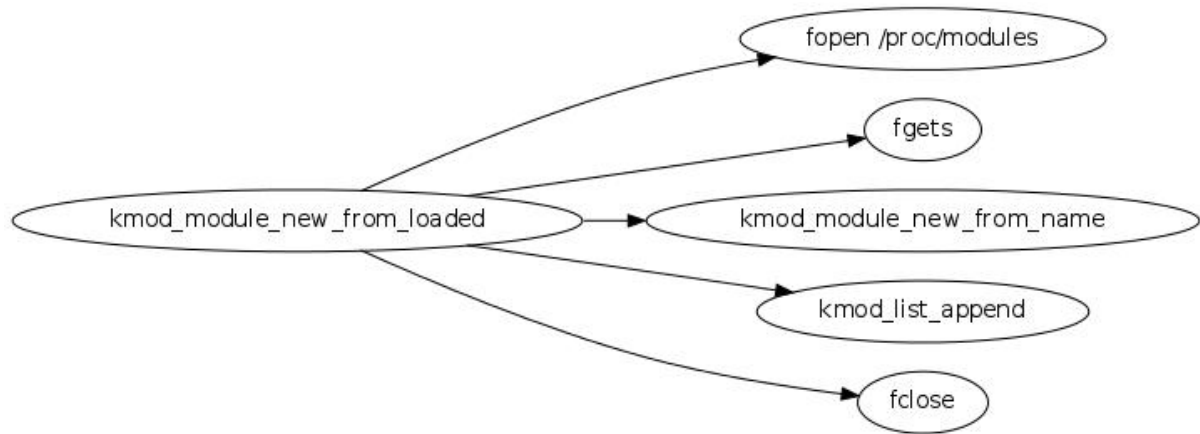 fopen /proc/modules
fgets
kmod_module_new_from_loaded
kmod_module_new_from_name
kmod_list_append
fclose